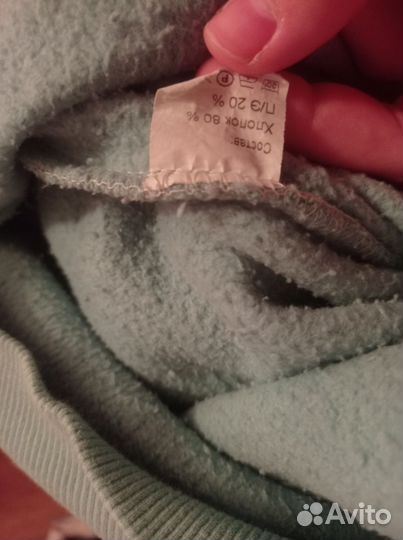 Состав:
Хлопок 80 %
П/Э 20 %
P
Avito